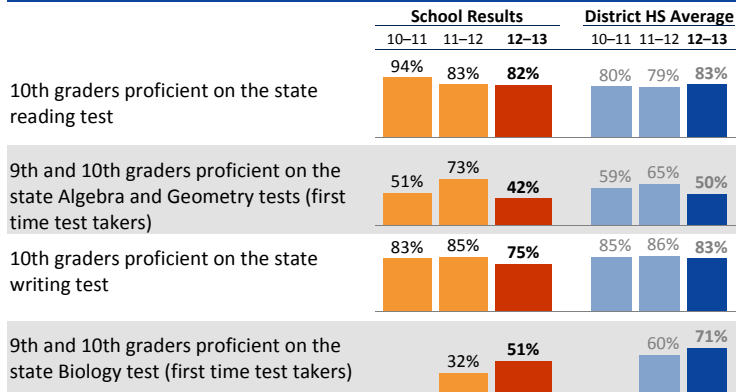 School Results District HS Average
10–11 11–12 12–13 10–11 11–12 12–13
94% 83% 82% 80% 79% 83%
10th graders proficient on the state
reading test
9th and 10th graders proficient on the
state Algebra and Geometry tests (first
time test takers)
51% 73% 42% 59% 65% 50%
83% 85% 75% 85% 86% 83%
10th graders proficient on the state
writing test
9th and 10th graders proficient on the
state Biology test (first time test takers)
32% 51% 60% 71%